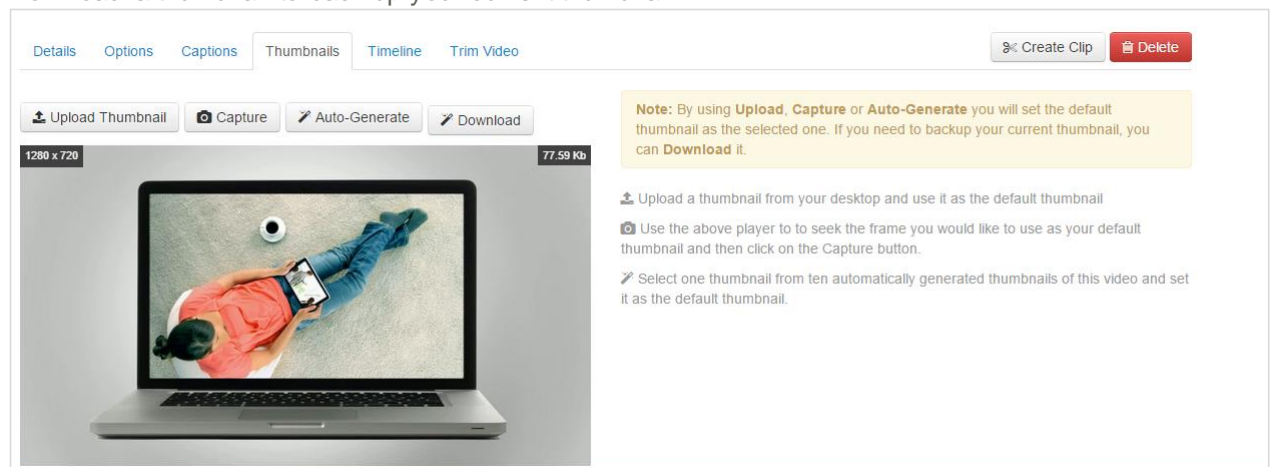 Details Options Captions Thumbnails Timeline Trim Video Create Clip Delete
Upload Thumbnail Capture Auto-Generate Download
1280 x 720 77.59 Kb
Note: By using Upload, Capture or Auto-Generate you will set the default
thumbnail as the selected one. If you need to backup your current thumbnail, you
can Download it.
Upload a thumbnail from your desktop and use it as the default thumbnail
Use the above player to to seek the frame you would like to use as your default
thumbnail and then click on the Capture button.
Select one thumbnail from ten automatically generated thumbnails of this video and set
it as the default thumbnail.